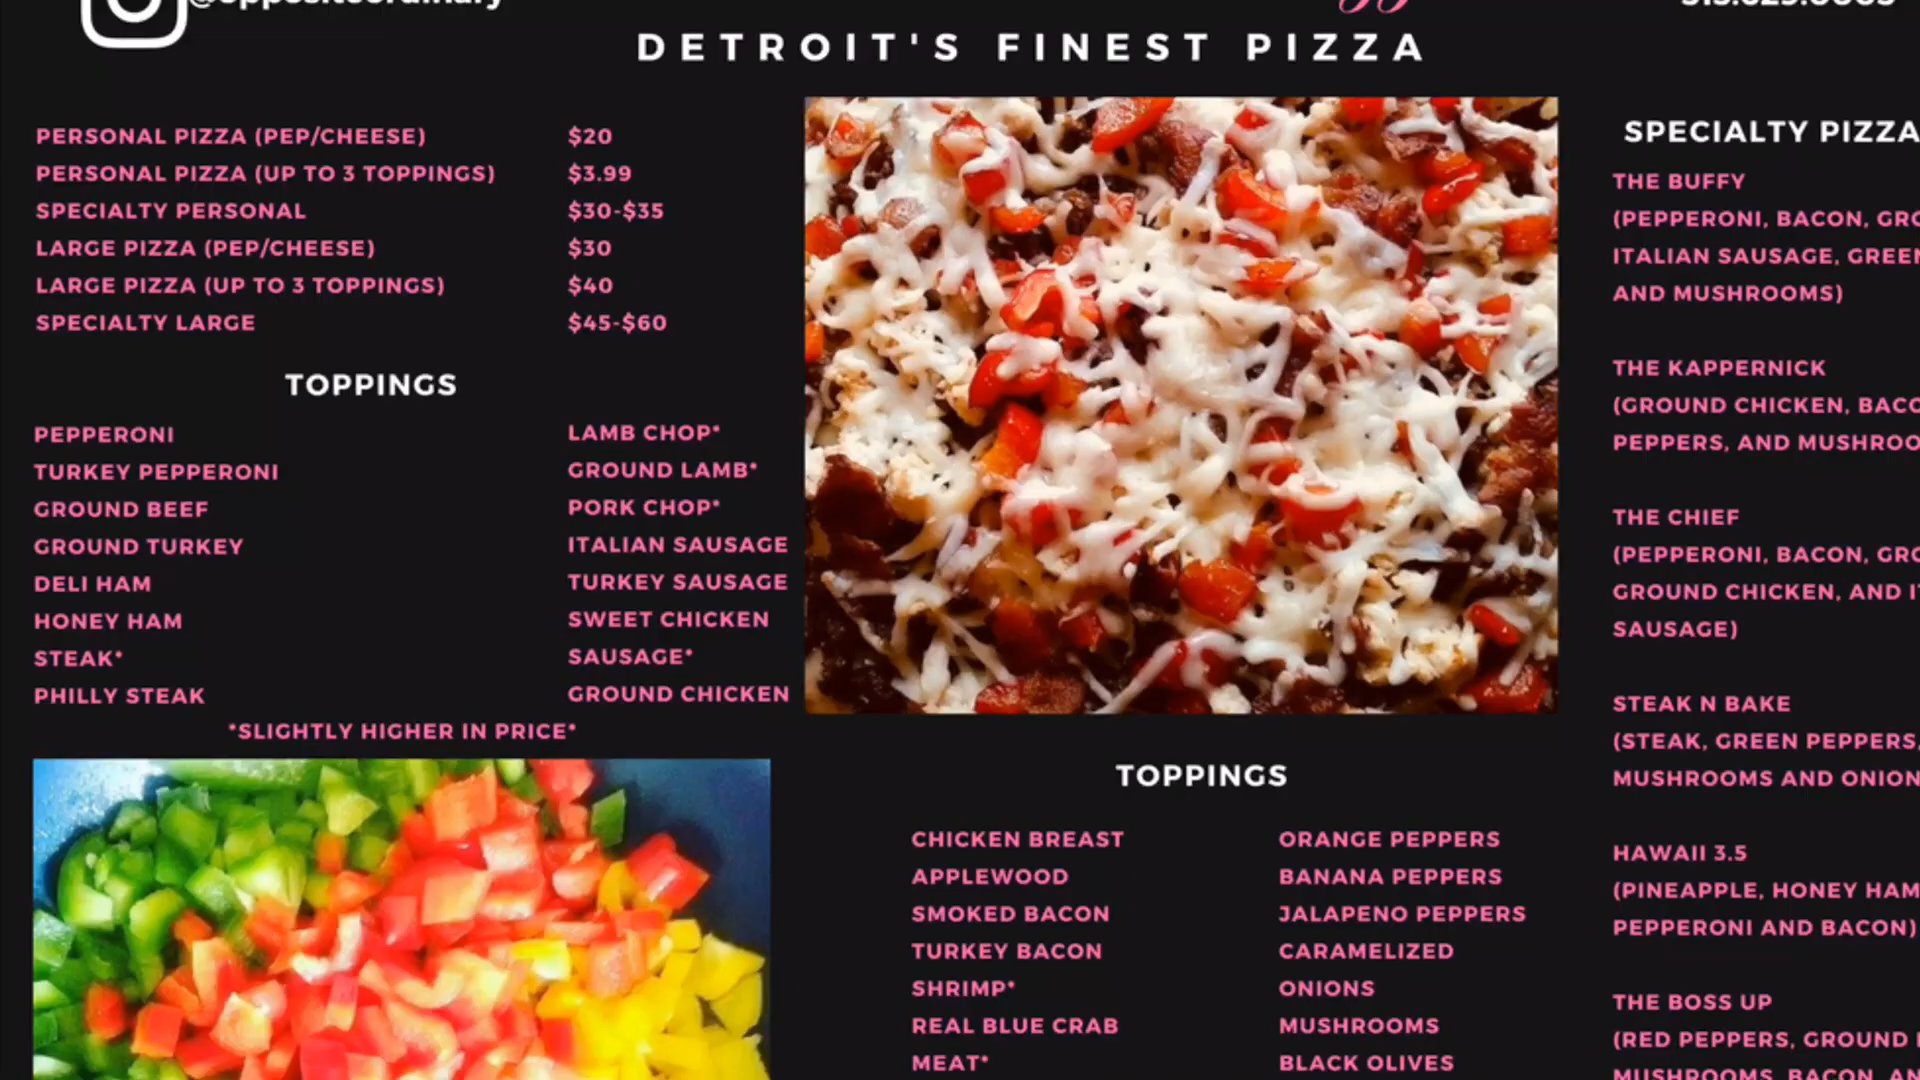 DETROIT'S FINEST PIZZA
PERSONAL PIZZA (PEP/CHEESE) $20
PERSONAL PIZZA (UP TO 3 TOPPINGS) $3.99
SPECIALTY PERSONAL $30-$35
LARGE PIZZA (PEP/CHEESE) $30
LARGE PIZZA (UP TO 3 TOPPINGS) $40
SPECIALTY LARGE $45-$60
TOPPINGS
PEPPERONI
TURKEY PEPPERONI
GROUND BEEF
GROUND TURKEY
DELI HAM
HONEY HAM
STEAK*
PHILLY STEAK
LAMB CHOP*
GROUND LAMB*
PORK CHOP*
ITALIAN SAUSAGE
TURKEY SAUSAGE
SWEET CHICKEN
SAUSAGE*
GROUND CHICKEN
*SLIGHTLY HIGHER IN PRICE*
TOPPINGS
CHICKEN BREAST
APPLEWOOD
SMOKED BACON
TURKEY BACON
SHRIMP*
REAL BLUE CRAB
MEAT*
ORANGE PEPPERS
BANANA PEPPERS
JALAPENO PEPPERS
CARAMELIZED
ONIONS
MUSHROOMS
BLACK OLIVES
SPECIALTY PIZZA
THE BUFFY
(PEPPERONI, BACON,
ITALIAN SAUSAGE,
AND MUSHROOMS)
THE KAPPERNICK
(GROUND CHICKEN,
PEPPERS, AND
THE CHIEF
(PEPPERONI, BACON,
GROUND CHICKEN, AND
SAUSAGE)
STEAK N BAKE
(STEAK, GREEN PEPPERS,
MUSHROOMS AND
HAWAII 3.5
(PINEAPPLE, HONEY HAM
PEPPERONI AND BACON)
THE BOSS UP
(RED PEPPERS, GROUND
MUSHROOMS, BACON,